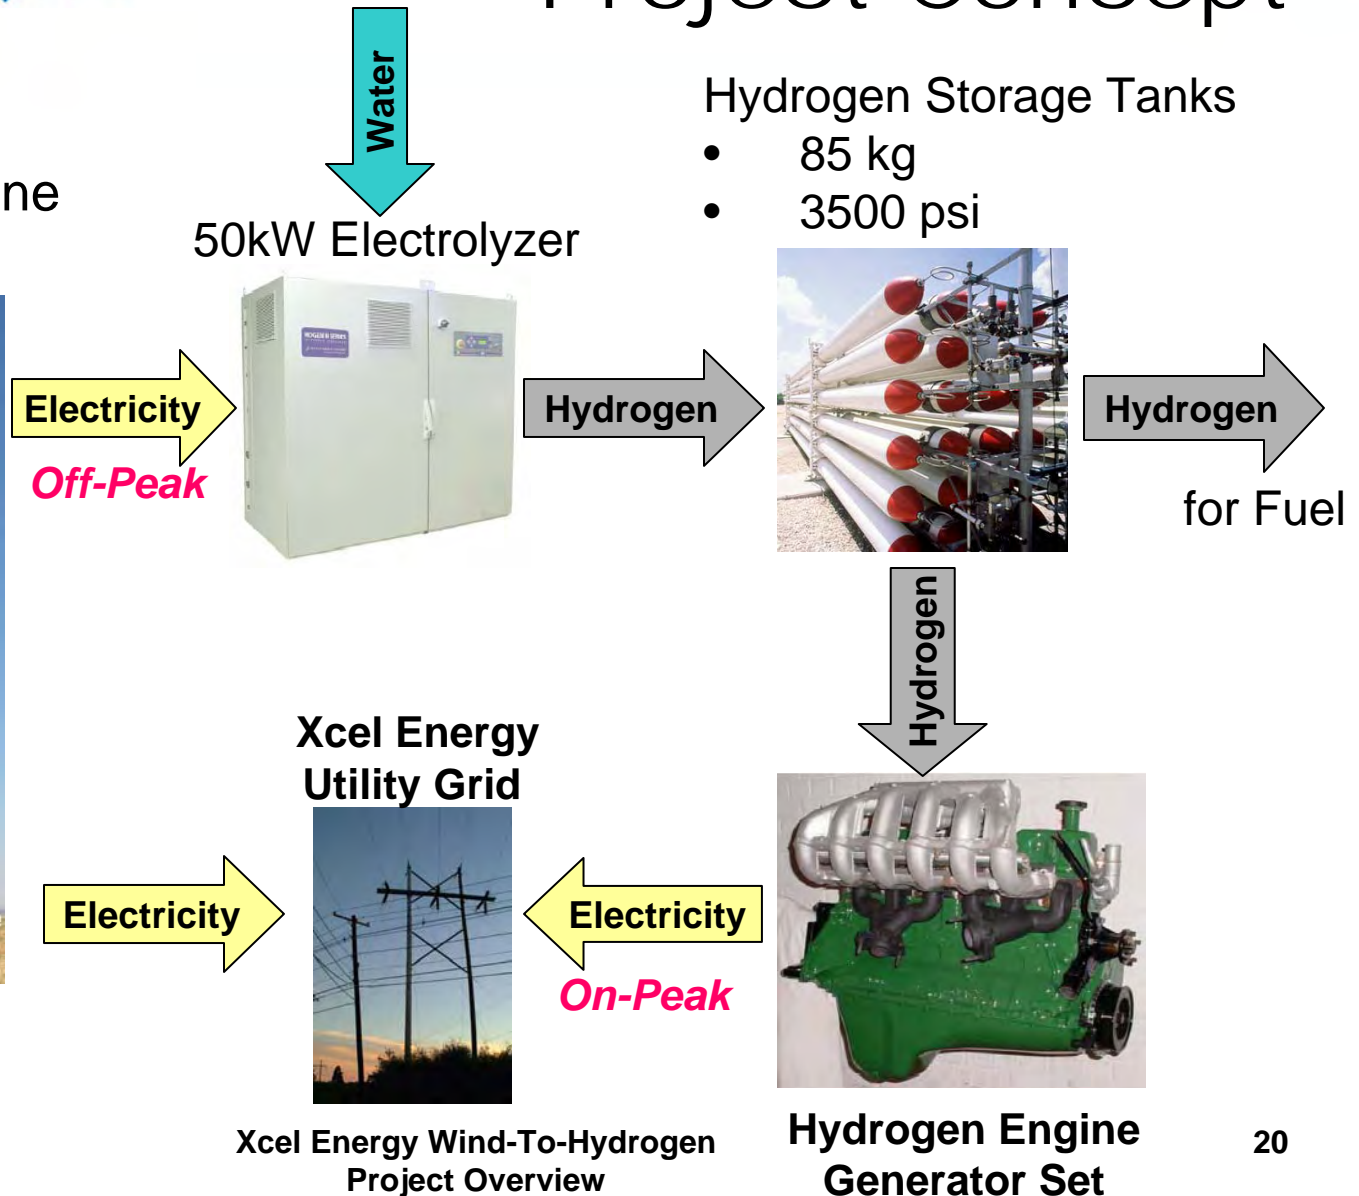 Project Concept
Water
Hydrogen Storage Tanks
• 85 kg
• 3500 psi
ne
50kW Electrolyzer
Electricity
Off-Peak
Hydrogen
Hydrogen
for Fuel
Hydrogen
Xcel Energy
Utility Grid
Electricity
Electricity
On-Peak
Hydrogen Engine
Generator Set
Xcel Energy Wind-To-Hydrogen
Project Overview
20